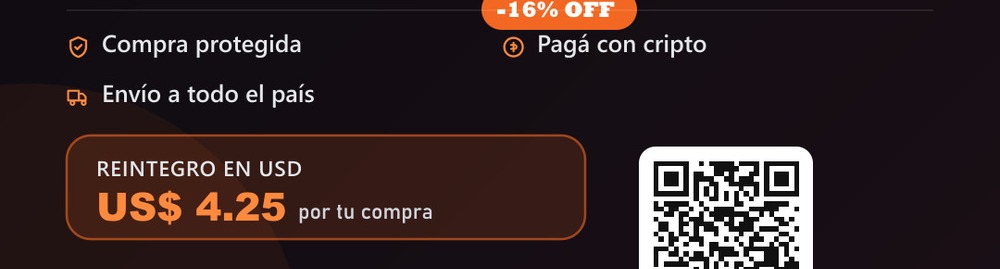 -16% OFF
Compra protegida
Pagá con cripto
Envío a todo el país
REINTEGRO EN USD
US$ 4.25 por tu compra